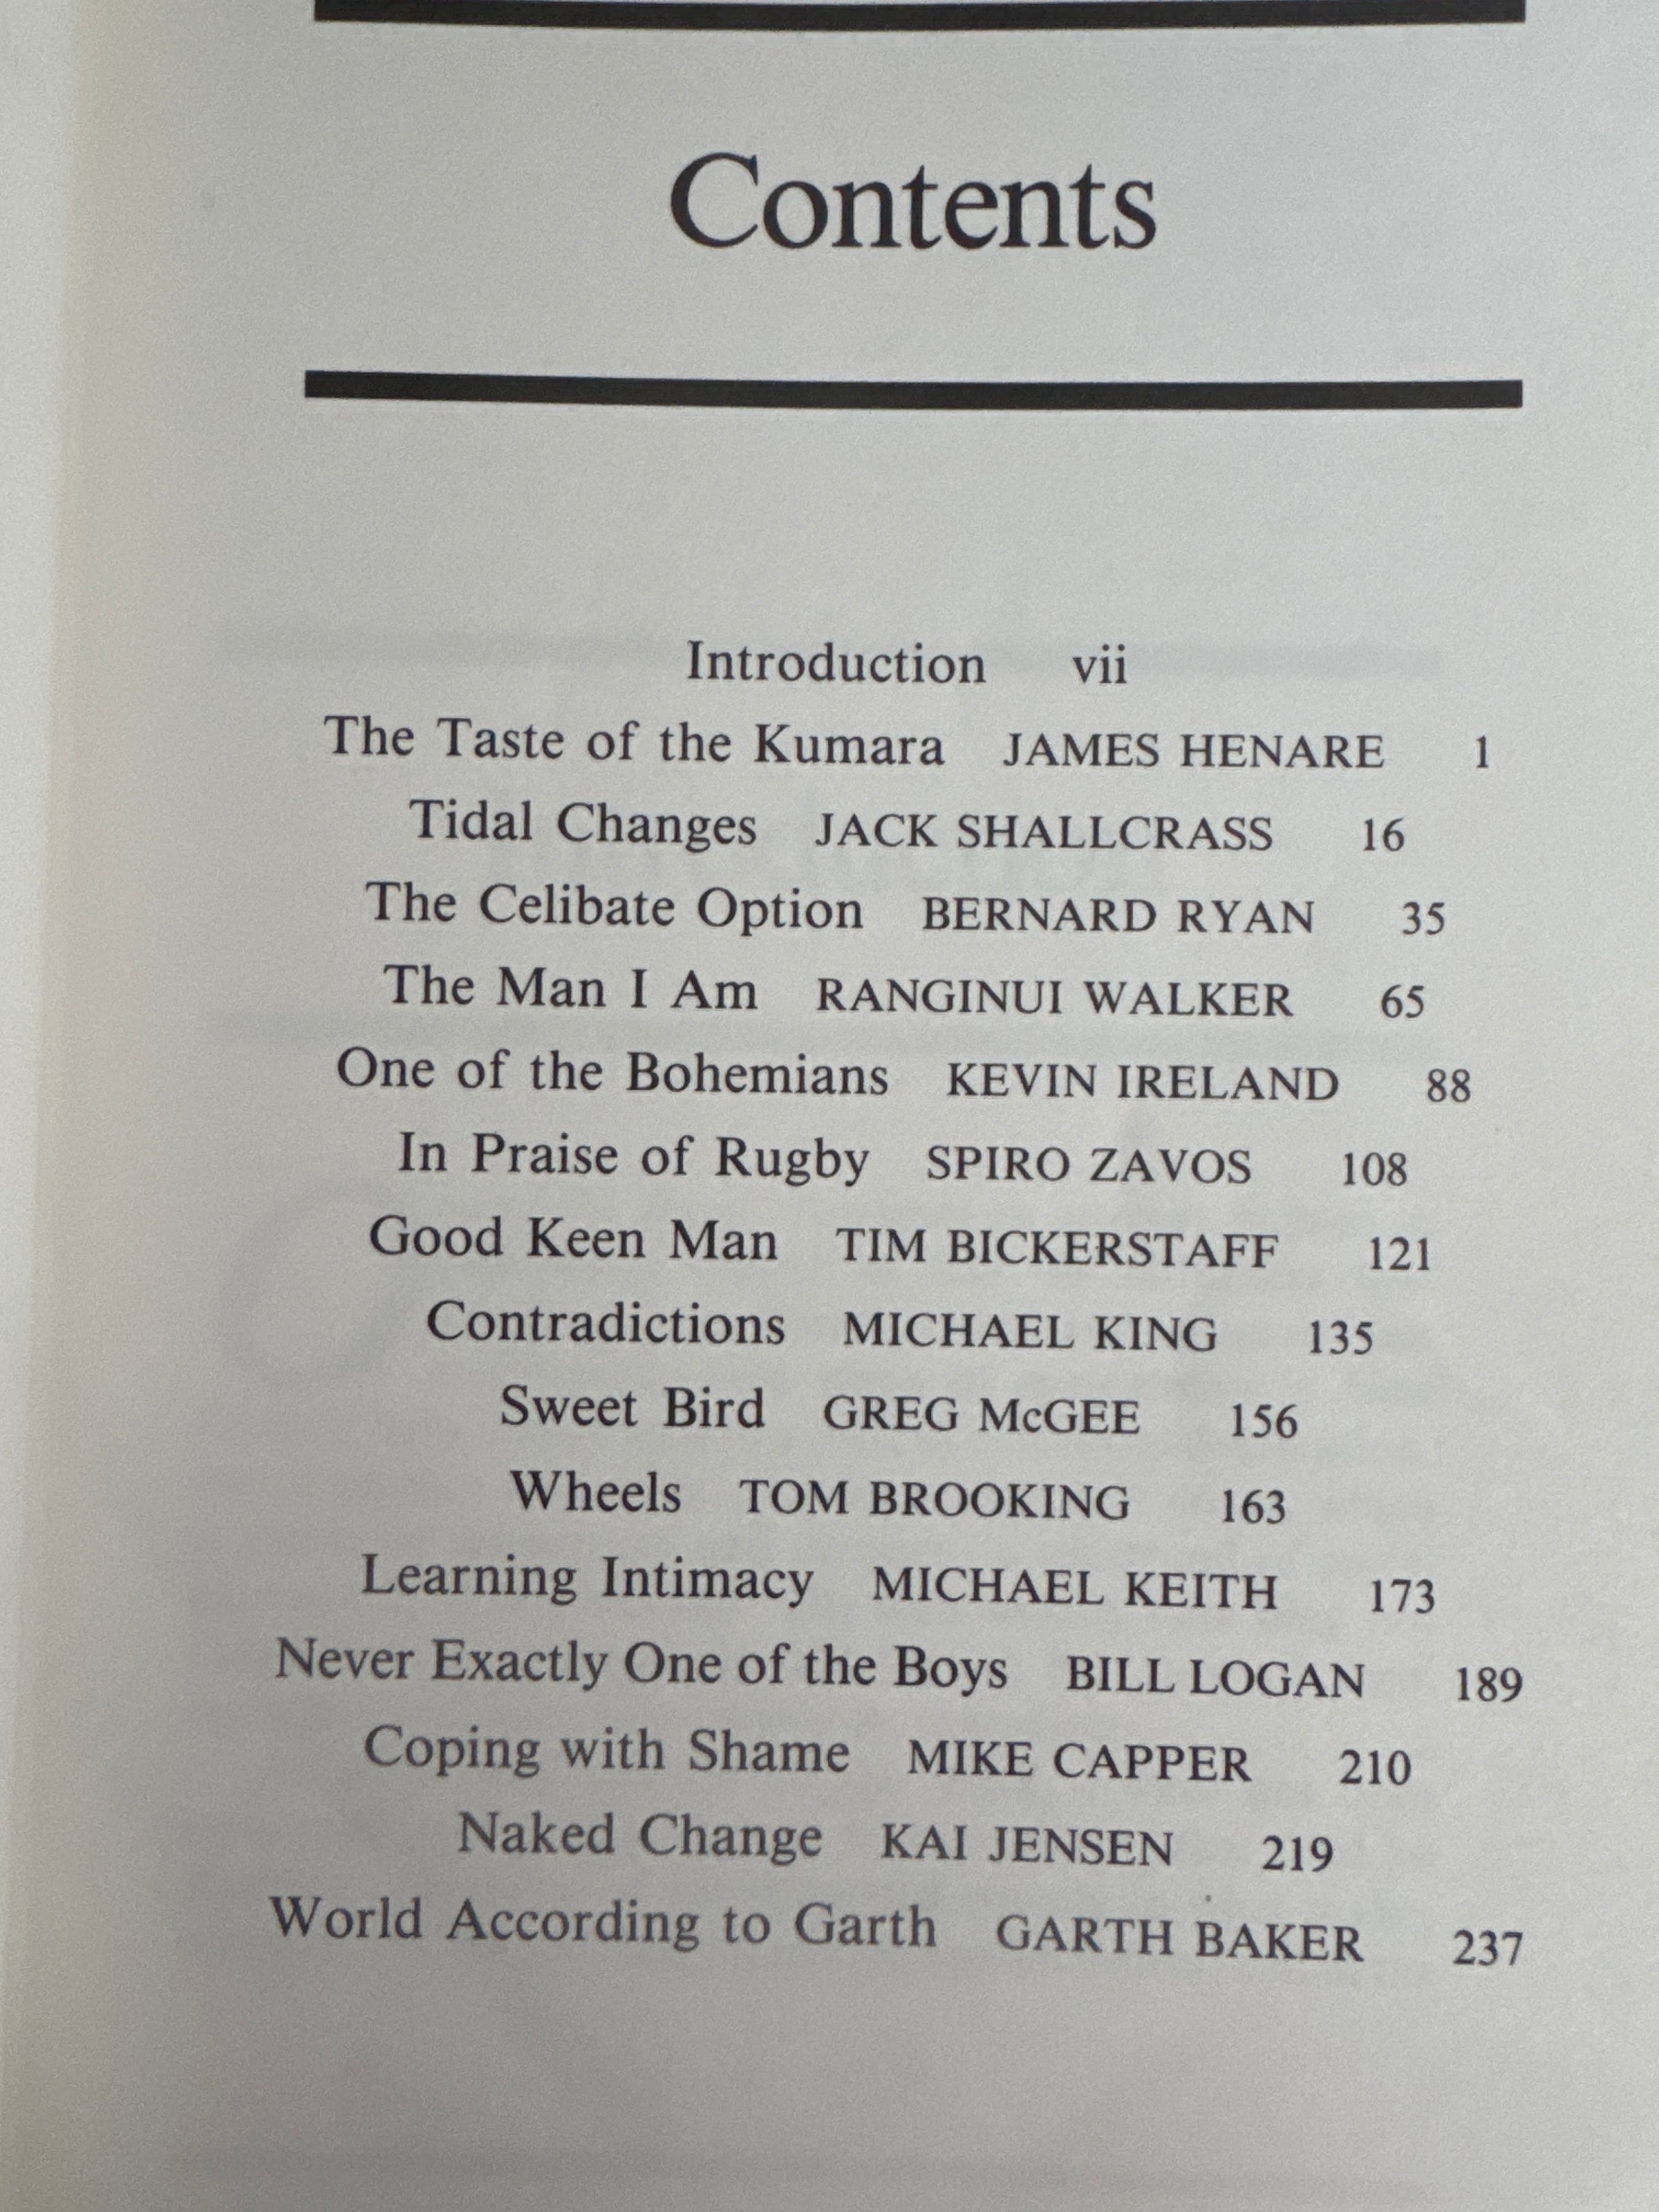 Contents
Introduction vii
The Taste of the Kumara JAMES HENARE 1
Tidal Changes JACK SHALLCRASS 16
The Celibate Option BERNARD RYAN 35
The Man I Am RANGINUI WALKER 65
One of the Bohemians KEVIN IRELAND 88
In Praise of Rugby SPIRO ZAVOS 108
Good Keen Man TIM BICKERSTAFF 121
Contradictions MICHAEL KING 135
Sweet Bird GREG McGEE 156
Wheels TOM BROOKING 163
Learning Intimacy MICHAEL KEITH 173
Never Exactly One of the Boys BILL LOGAN 189
Coping with Shame MIKE CAPPER 210
Naked Change KAI JENSEN 219
World According to Garth GARTH BAKER 237